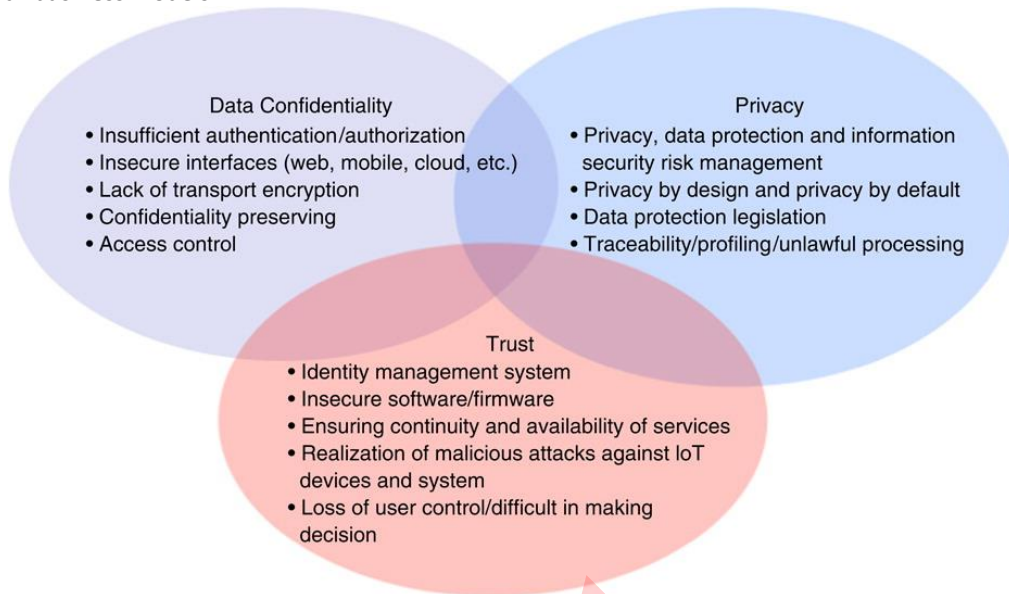 Data Confidentiality
• Insufficient authentication/authorization
• Insecure interfaces (web, mobile, cloud, etc.)
• Lack of transport encryption
• Confidentiality preserving
• Access control
Privacy
• Privacy, data protection and information
security risk management
• Privacy by design and privacy by default
• Data protection legislation
• Traceability/profiling/unlawful processing
Trust
• Identity management system
• Insecure software/firmware
• Ensuring continuity and availability of services
• Realization of malicious attacks against IoT
devices and system
• Loss of user control/difficult in making
decision